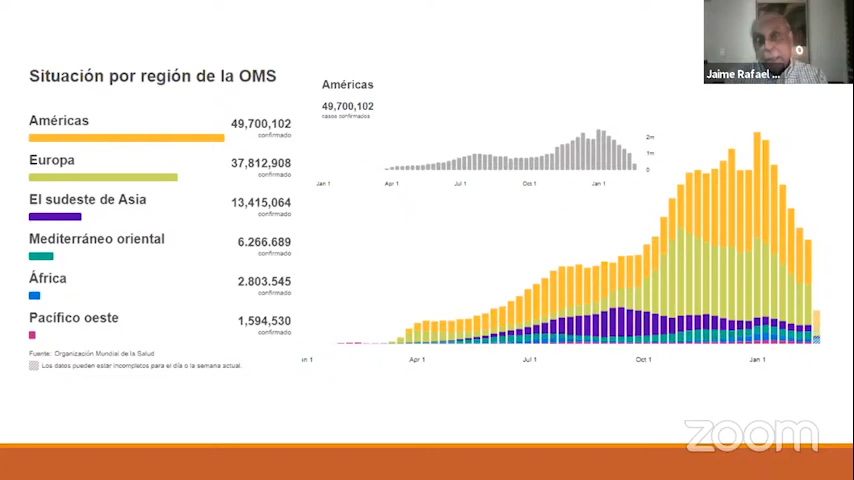 Jaime Rafael ...
Situación por región de la OMS
Américas
49,700,102
confirmado
Europa
37,812,908
confirmado
El sudeste de Asia
13,415,064
confirmado
Mediterráneo oriental
6.266.689
confirmado
África
2.803.545
confirmado
Pacífico oeste
1,594,530
confirmado
Fuente: Organización Mundial de la Salud
Los datos pueden estar incompletos para el día o la semana actual.
Américas
49,700,102
casos confirmados
2m
1m
0
Jan 1 Apr 1 Jul 1 Oct 1 Jan 1
n 1 Apr 1 Jul 1 Oct 1 Jan 1
zoom